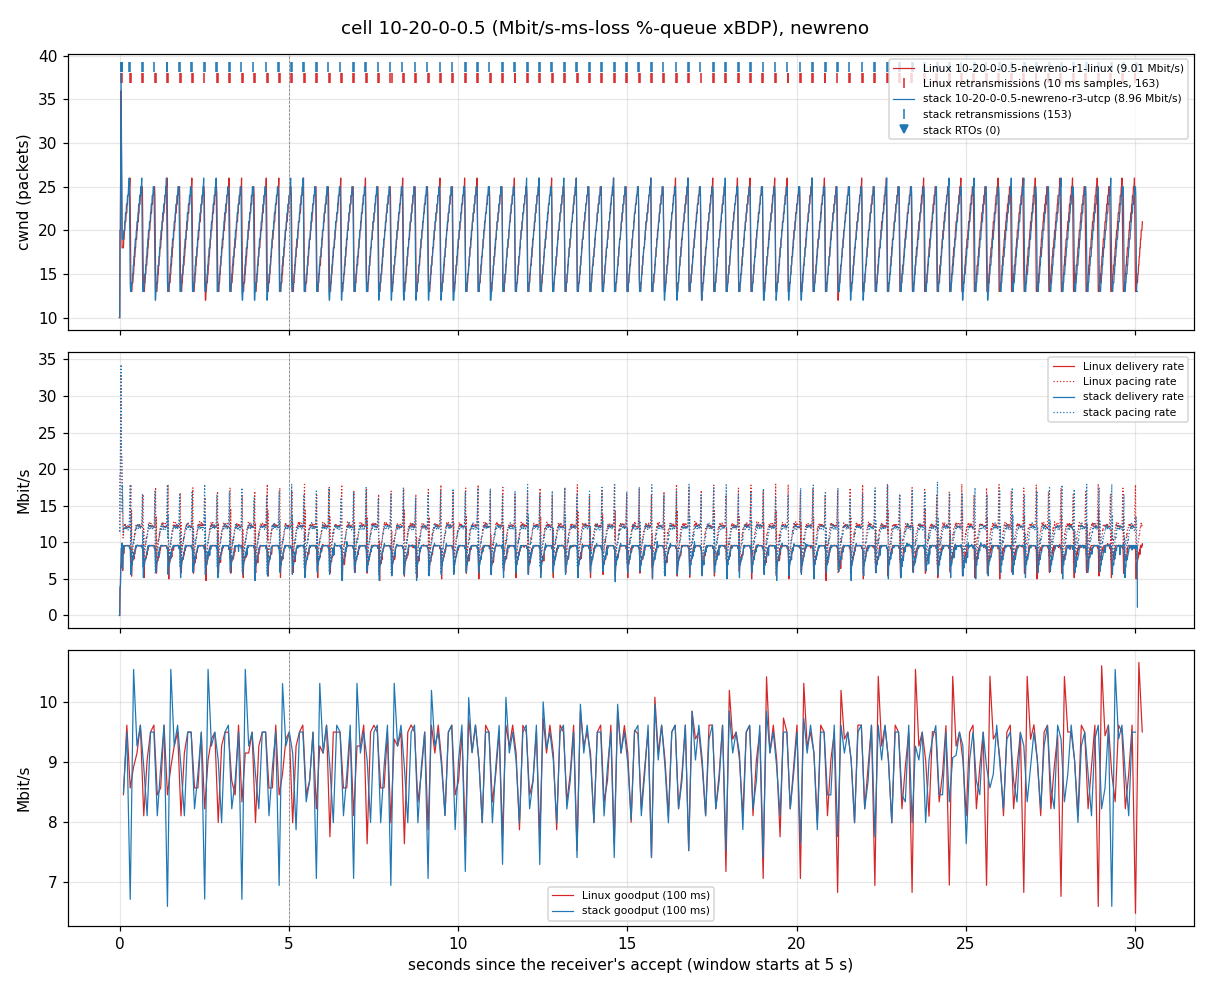 cell 10-20-0-0.5 (Mbit/s-ms-loss %-queue xBDP), newreno
40
35
30
25
20
15
10
cwnd (packets)
Linux 10-20-0-0.5-newreno-r1-linux (9.01 Mbit/s)
Linux retransmissions (10 ms samples, 163)
stack 10-20-0-0.5-newreno-r3-utcp (8.96 Mbit/s)
stack retransmissions (153)
stack RTOs (0)
35
30
25
20
15
10
5
0
Mbit/s
Linux delivery rate
Linux pacing rate
stack delivery rate
stack pacing rate
10
9
8
7
Mbit/s
Linux goodput (100 ms)
stack goodput (100 ms)
0 5 10 15 20 25 30
seconds since the receiver's accept (window starts at 5 s)